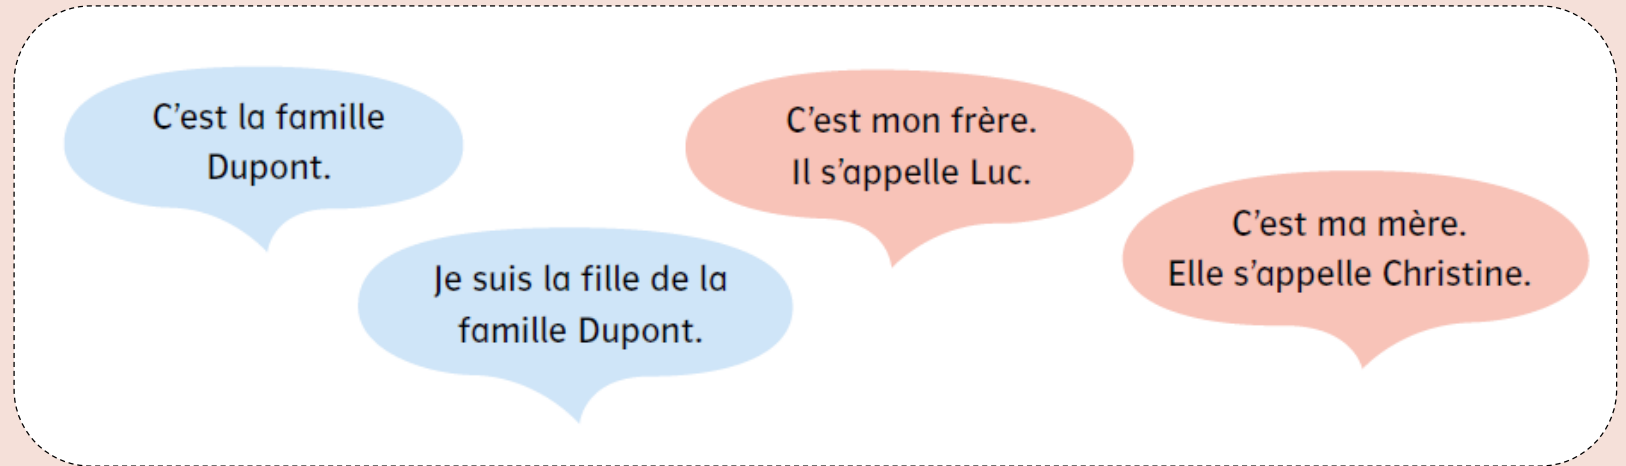 C’est la famille
Dupont.
Je suis la fille de la
famille Dupont.
C’est mon frère.
Il s’appelle Luc.
C’est ma mère.
Elle s’appelle Christine.